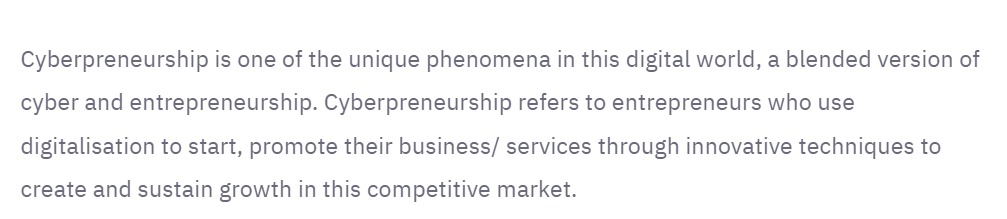 Cyberpreneurship is one of the unique phenomena in this digital world, a blended version of
cyber and entrepreneurship. Cyberpreneurship refers to entrepreneurs who use
digitalisation to start, promote their business/ services through innovative techniques to
create and sustain growth in this competitive market.